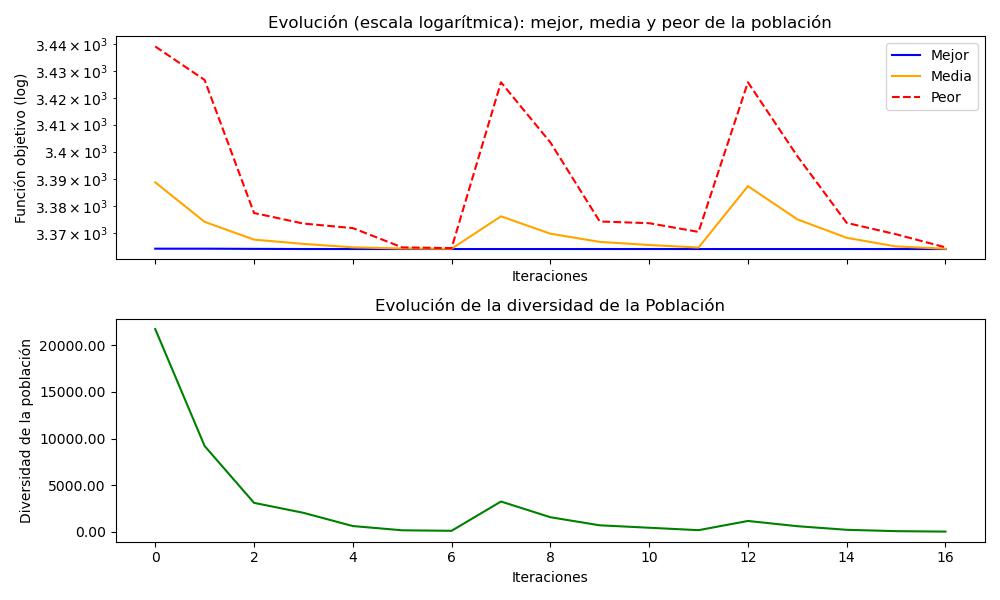 Evolución (escala logarítmica): mejor, media y peor de la población
Función objetivo (log)
3.44 × 10³
3.43 × 10³
3.42 × 10³
3.41 × 10³
3.4 × 10³
3.39 × 10³
3.38 × 10³
3.37 × 10³
Mejor
Media
Peor
Iteraciones
Evolución de la diversidad de la Población
Diversidad de la población
20000.00
15000.00
10000.00
5000.00
0.00
0 2 4 6 8 10 12 14 16
Iteraciones